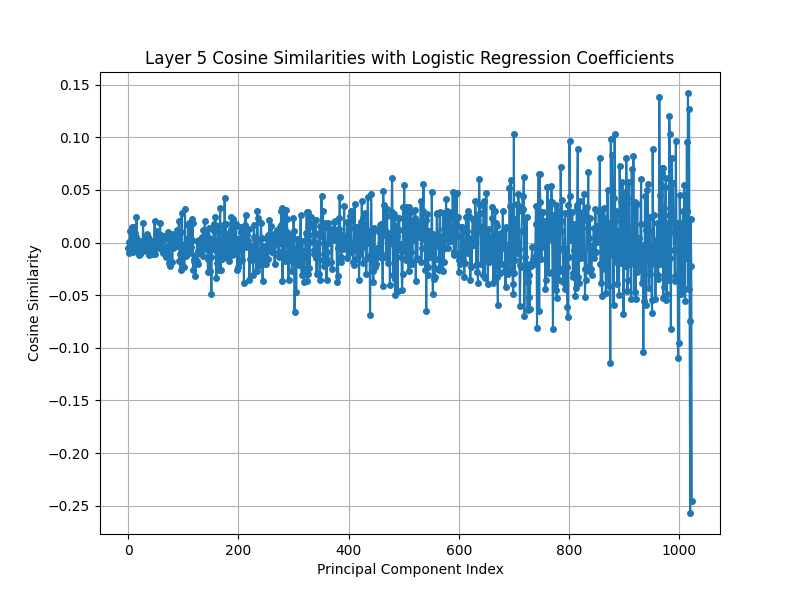 Layer 5 Cosine Similarities with Logistic Regression Coefficients
0.15
0.10
0.05
0.00
−0.05
−0.10
−0.15
−0.20
−0.25
Cosine Similarity
0 200 400 600 800 1000
Principal Component Index